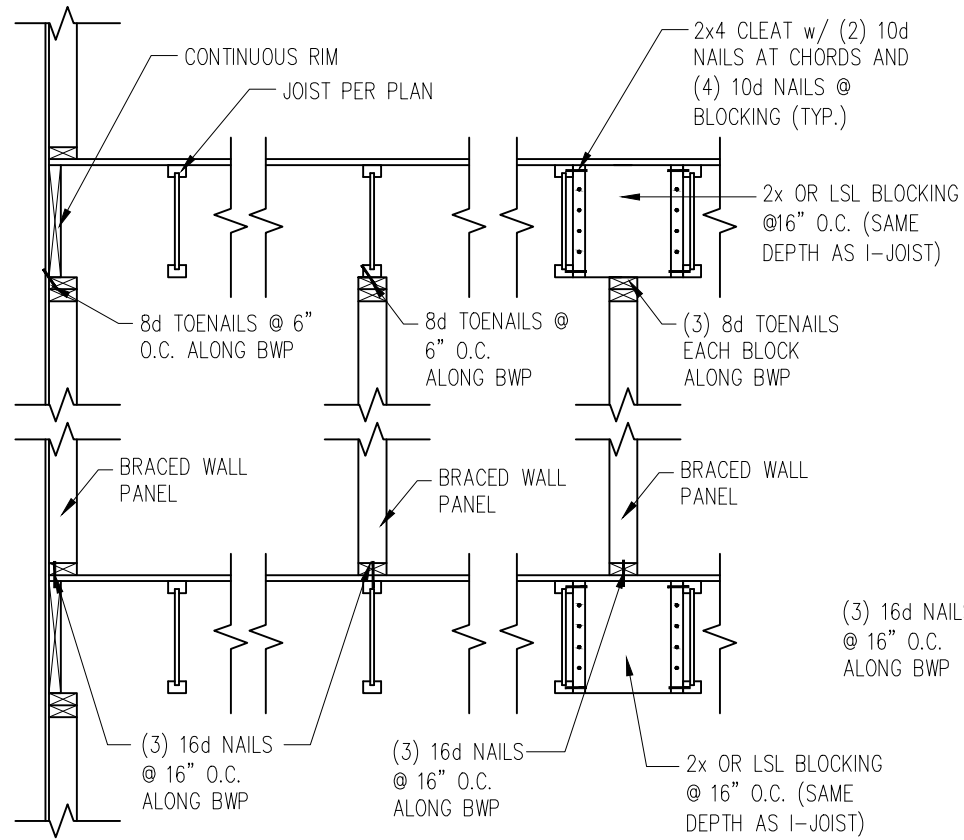 CONTINUOUS RIM
JOIST PER PLAN
2x4 CLEAT w/ (2) 10d
NAILS AT CHORDS AND
(4) 10d NAILS @
BLOCKING (TYP.)
2x OR LSL BLOCKING
@16" O.C. (SAME
DEPTH AS I-JOIST)
8d TOENAILS @ 6"
O.C. ALONG BWP
8d TOENAILS @
6" O.C.
ALONG BWP
(3) 8d TOENAILS
EACH BLOCK
ALONG BWP
BRACED WALL
PANEL
BRACED WALL
PANEL
BRACED WALL
PANEL
(3) 16d NAILS
@ 16" O.C.
ALONG BWP
(3) 16d NAILS
@ 16" O.C.
ALONG BWP
2x OR LSL BLOCKING
@ 16" O.C. (SAME
DEPTH AS I-JOIST)
(3) 16d NAIL
@ 16" O.C.
ALONG BWP